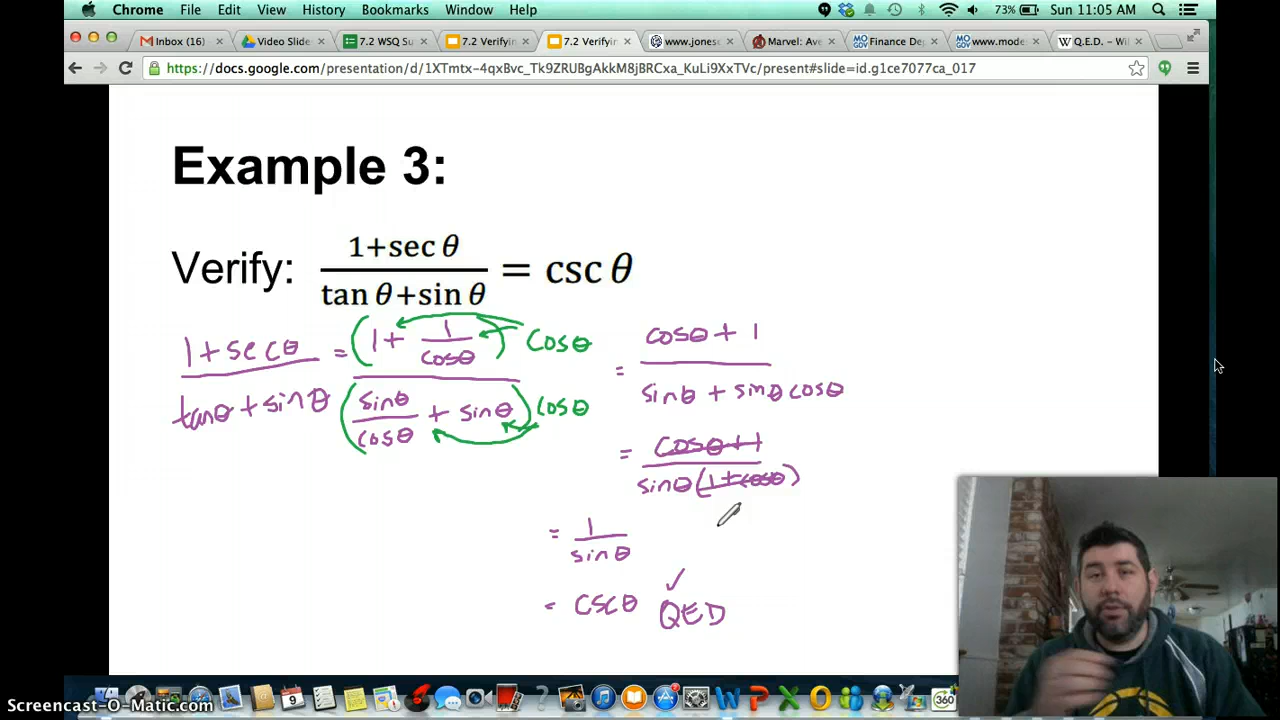 Chrome File Edit View History Bookmarks Window Help 73% Sun 11:05 AM
Inbox (16) Video Slide 7.2 WSQ Su 7.2 Verifyin 7.2 Verifyin www.jones Marvel: Ave Finance De www.mode Q.E.D. - Wi
https://docs.google.com/presentation/d/1XTmtx-4qxBvc_Tk9ZRUBgAkkM8jBRCxa_KuLi9XxTVc/present#slide=id.g1ce7077ca_017
Example 3:
Verify: (1+sec θ)/(tan θ+sin θ) = csc θ
(1+secθ)/(tanθ+sinθ) = ((1+1/cosθ) cosθ)/((sinθ/cosθ + sinθ) cosθ) = (cosθ + 1)/(sinθ + sinθcosθ)
= (cosθ+1)/(sinθ(1+cosθ))
= 1/sinθ
= cscθ ✓ QED
9 W P X 360
Screencast-O-Matic.com